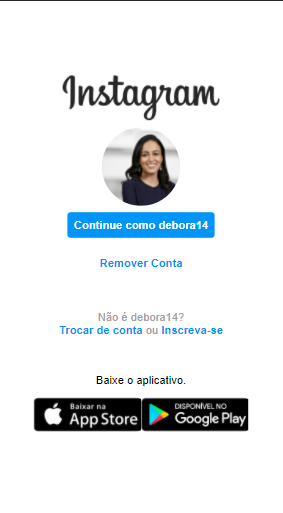 Instagram
Continue como debora14
Remover Conta
Não é debora14?
Trocar de conta ou Inscreva-se
Baixe o aplicativo.
Baixar na
App Store
DISPONÍVEL NO
Google Play